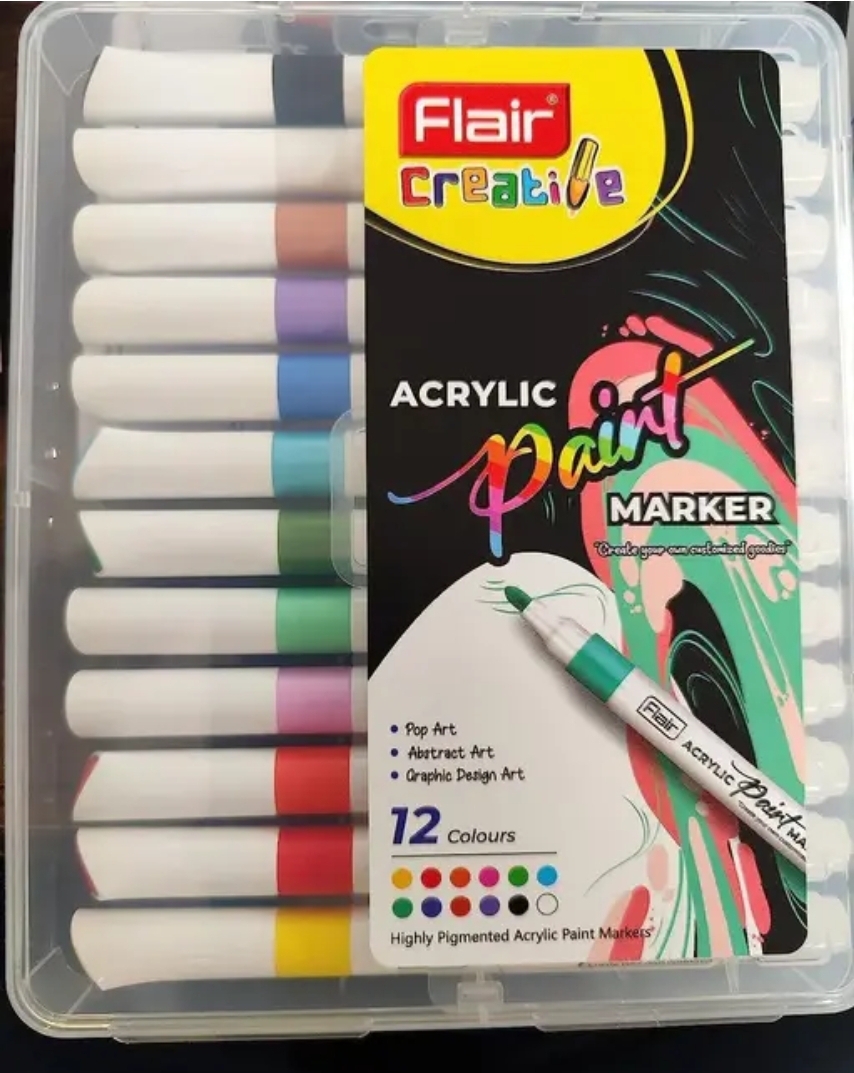 Flair®
Creative
ACRYLIC
Paint
MARKER
"Create your own customized goodies"
Flair
ACRYLIC Paint MA
• Pop Art
• Abstract Art
• Graphic Design Art
12 Colours
Highly Pigmented Acrylic Paint Markers